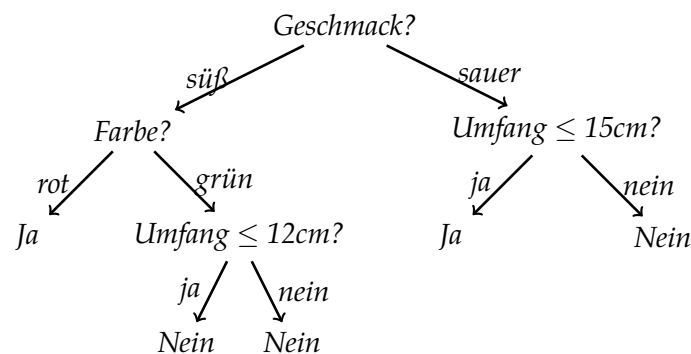 Geschmack?
süß sauer
Farbe? Umfang ≤ 15cm?
rot grün ja nein
Ja Umfang ≤ 12cm? Ja Nein
ja nein
Nein Nein